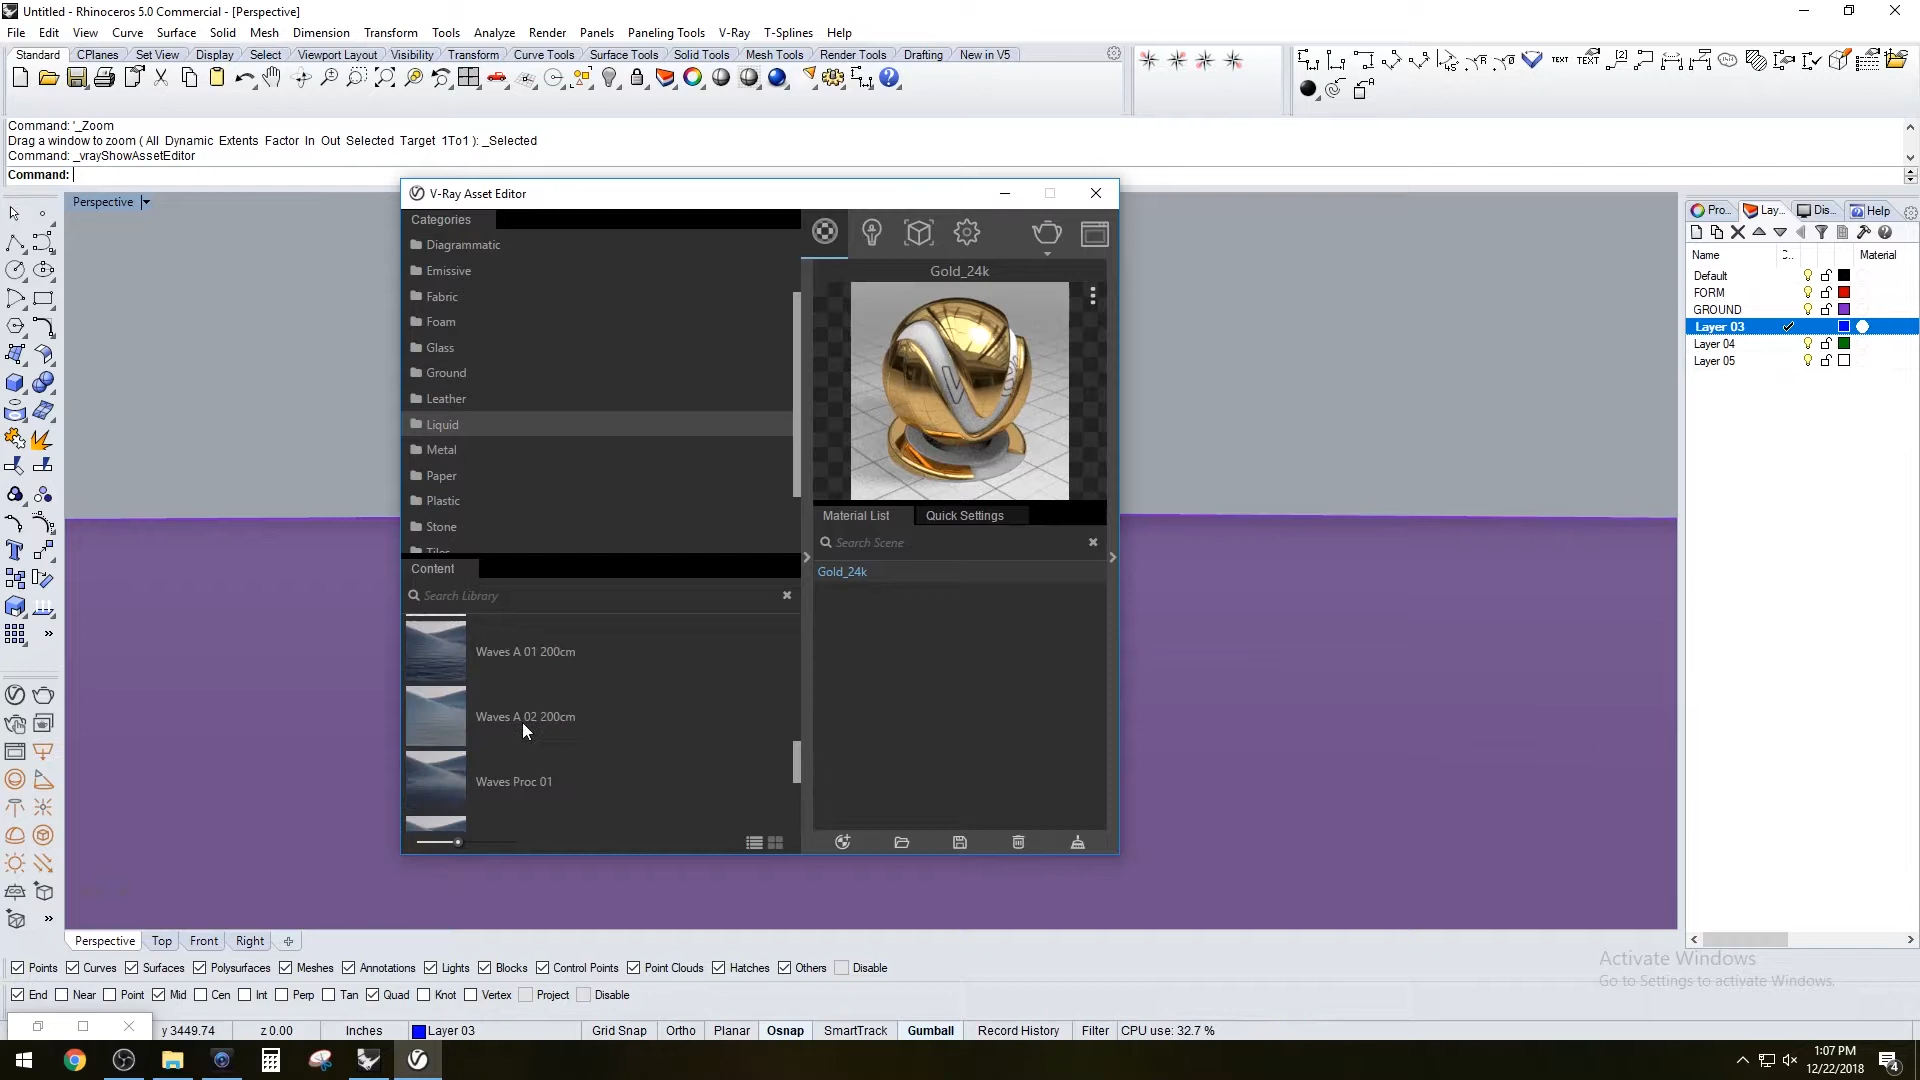 Untitled - Rhinoceros 5.0 Commercial - [Perspective]
File Edit View Curve Surface Solid Mesh Dimension Transform Tools Analyze Render Panels Paneling Tools V-Ray T-Splines Help
Standard CPlanes Set View Display Select Viewport Layout Visibility Transform Curve Tools Surface Tools Solid Tools Mesh Tools Render Tools Drafting New in V5
TEXT TEXT
Command: '_Zoom
Drag a window to zoom ( All Dynamic Extents Factor In Out Selected Target 1To1 ): _Selected
Command: _vrayShowAssetEditor
Command:
Perspective
V-Ray Asset Editor
Categories
Diagrammatic
Emissive
Fabric
Foam
Glass
Ground
Leather
Liquid
Metal
Paper
Plastic
Stone
Tiles
Content
Search Library
Waves A 01 200cm
Waves A 02 200cm
Waves Proc 01
Gold_24k
Material List Quick Settings
Search Scene
Gold_24k
Pro... Lay... Dis... Help
Name Material
Default
FORM
GROUND
Layer 03
Layer 04
Layer 05
Perspective Top Front Right
Points Curves Surfaces Polysurfaces Meshes Annotations Lights Blocks Control Points Point Clouds Hatches Others Disable
End Near Point Mid Cen Int Perp Tan Quad Knot Vertex Project Disable
Activate Windows
Go to Settings to activate Windows.
y 3449.74 z 0.00 Inches Layer 03 Grid Snap Ortho Planar Osnap SmartTrack Gumball Record History Filter CPU use: 32.7 %
1:07 PM
12/22/2018
4